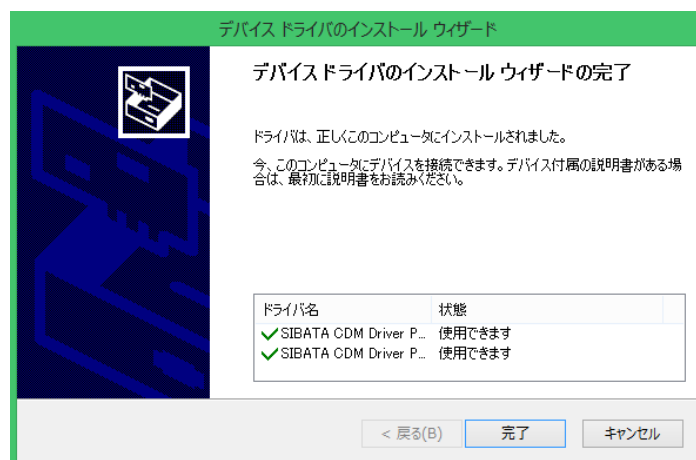 デバイス ドライバのインストール ウィザード
デバイス ドライバのインストール ウィザードの完了
ドライバは、正しくこのコンピュータにインストールされました。
今、このコンピュータにデバイスを接続できます。デバイス付属の説明書がある場
合は、最初に説明書をお読みください。
ドライバ名 状態
SIBATA CDM Driver P... 使用できます
SIBATA CDM Driver P... 使用できます
< 戻る(B) 完了 キャンセル